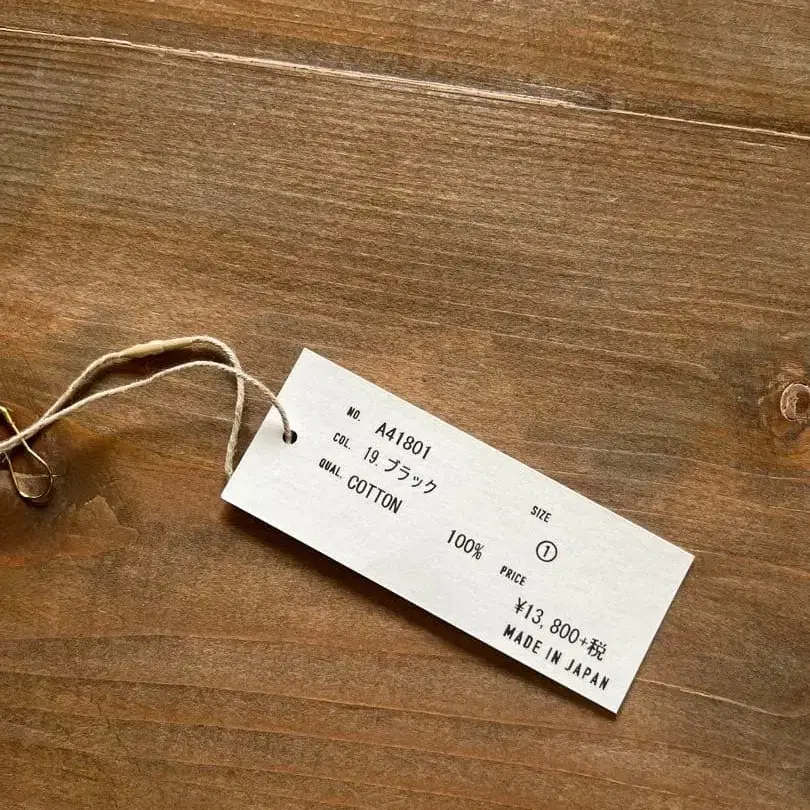 NO. A41801
COL. 19. ブラック
QUAL. COTTON
100%
SIZE
①
PRICE
¥13,800+税
MADE IN JAPAN